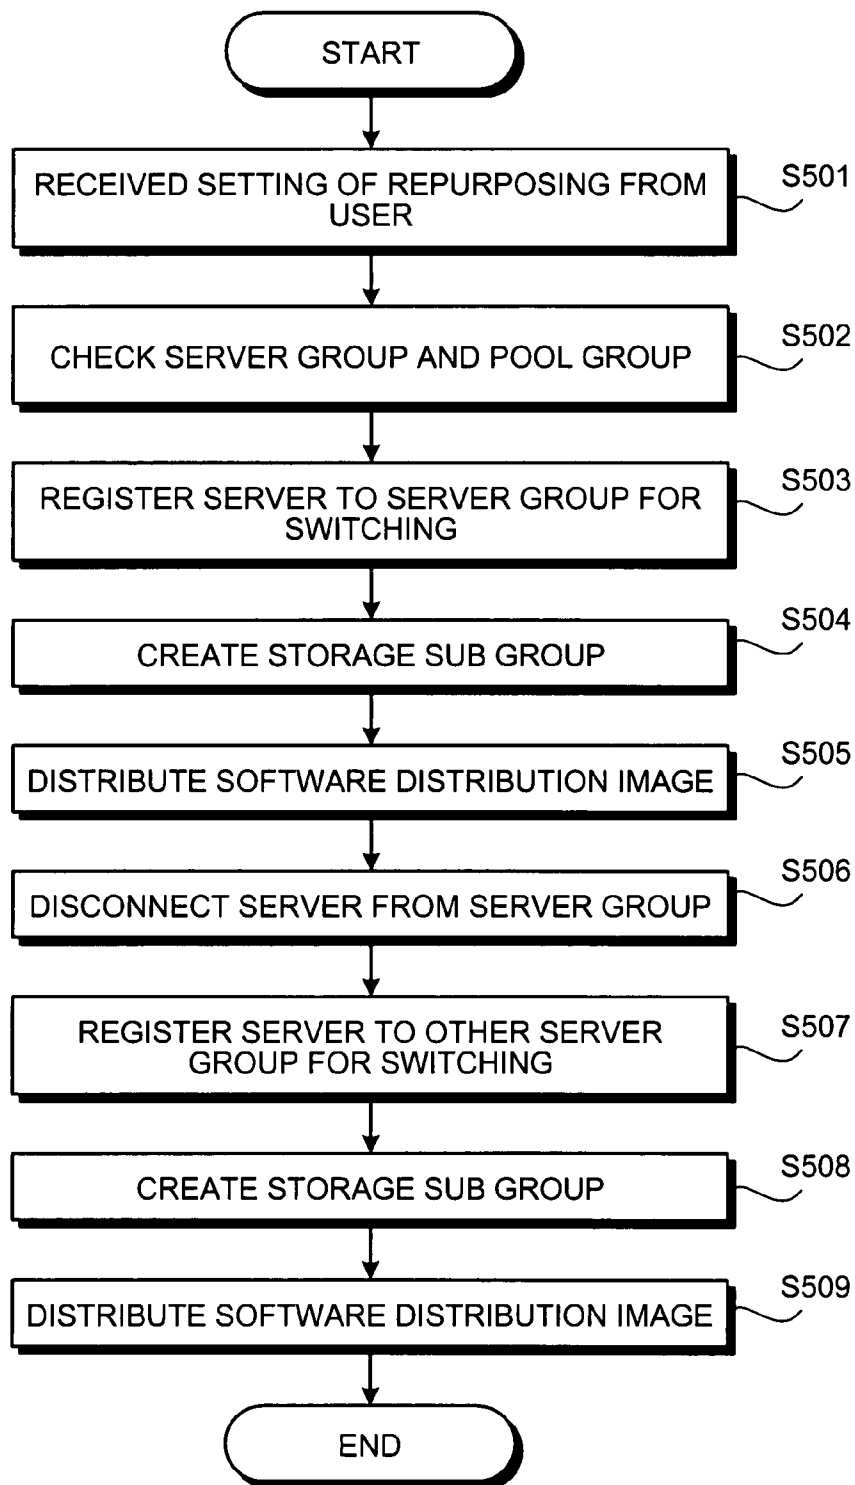 START
RECEIVED SETTING OF REPURPOSING FROM
USER
S501
CHECK SERVER GROUP AND POOL GROUP
S502
REGISTER SERVER TO SERVER GROUP FOR
SWITCHING
S503
CREATE STORAGE SUB GROUP
S504
DISTRIBUTE SOFTWARE DISTRIBUTION IMAGE
S505
DISCONNECT SERVER FROM SERVER GROUP
S506
REGISTER SERVER TO OTHER SERVER
GROUP FOR SWITCHING
S507
CREATE STORAGE SUB GROUP
S508
DISTRIBUTE SOFTWARE DISTRIBUTION IMAGE
S509
END